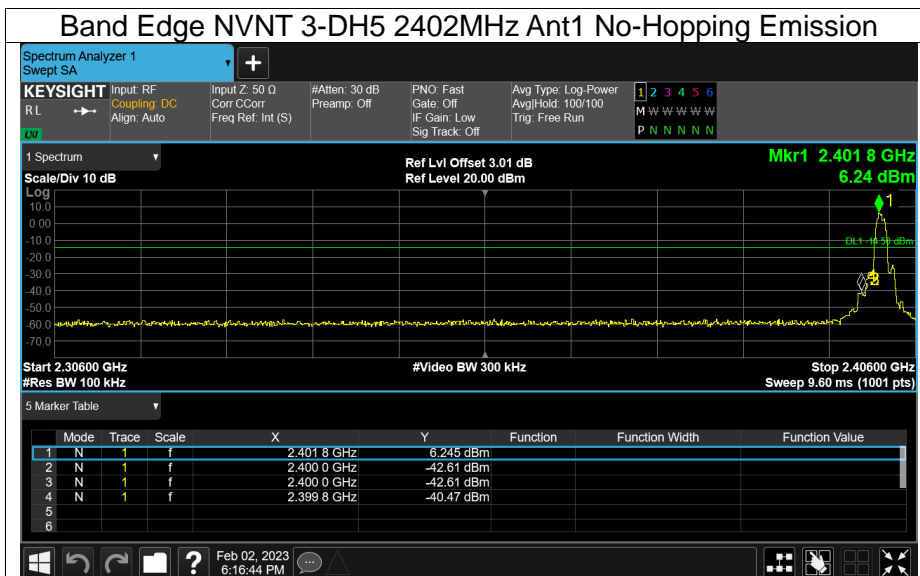 Band Edge NVNT 3-DH5 2402MHz Ant1 No-Hopping Emission
Spectrum Analyzer 1
Swept SA
+
KEYSIGHT Input: RF Input Z: 50 Ω #Atten: 30 dB PNO: Fast Avg Type: Log-Power 1 2 3 4 5 6
R L Coupling: DC Corr CCorr Preamp: Off Gate: Off Avg|Hold: 100/100 M W W W W W
Align: Auto Freq Ref: Int (S) IF Gain: Low Trig: Free Run
LXI Sig Track: Off P N N N N N
1 Spectrum Ref Lvl Offset 3.01 dB Mkr1 2.401 8 GHz
Scale/Div 10 dB Ref Level 20.00 dBm 6.24 dBm
Log
1
10.0
0.00
-10.0
DL1 -14.50 dBm
-20.0
-30.0
-40.0
-50.0
-60.0
-70.0
Start 2.30600 GHz #Video BW 300 kHz Stop 2.40600 GHz
#Res BW 100 kHz Sweep 9.60 ms (1001 pts)
5 Marker Table
Mode Trace Scale X Y Function Function Width Function Value
1 N 1 f 2.401 8 GHz 6.245 dBm
2 N 1 f 2.400 0 GHz -42.61 dBm
3 N 1 f 2.400 0 GHz -42.61 dBm
4 N 1 f 2.399 8 GHz -40.47 dBm
5
6
? Feb 02, 2023
6:16:44 PM